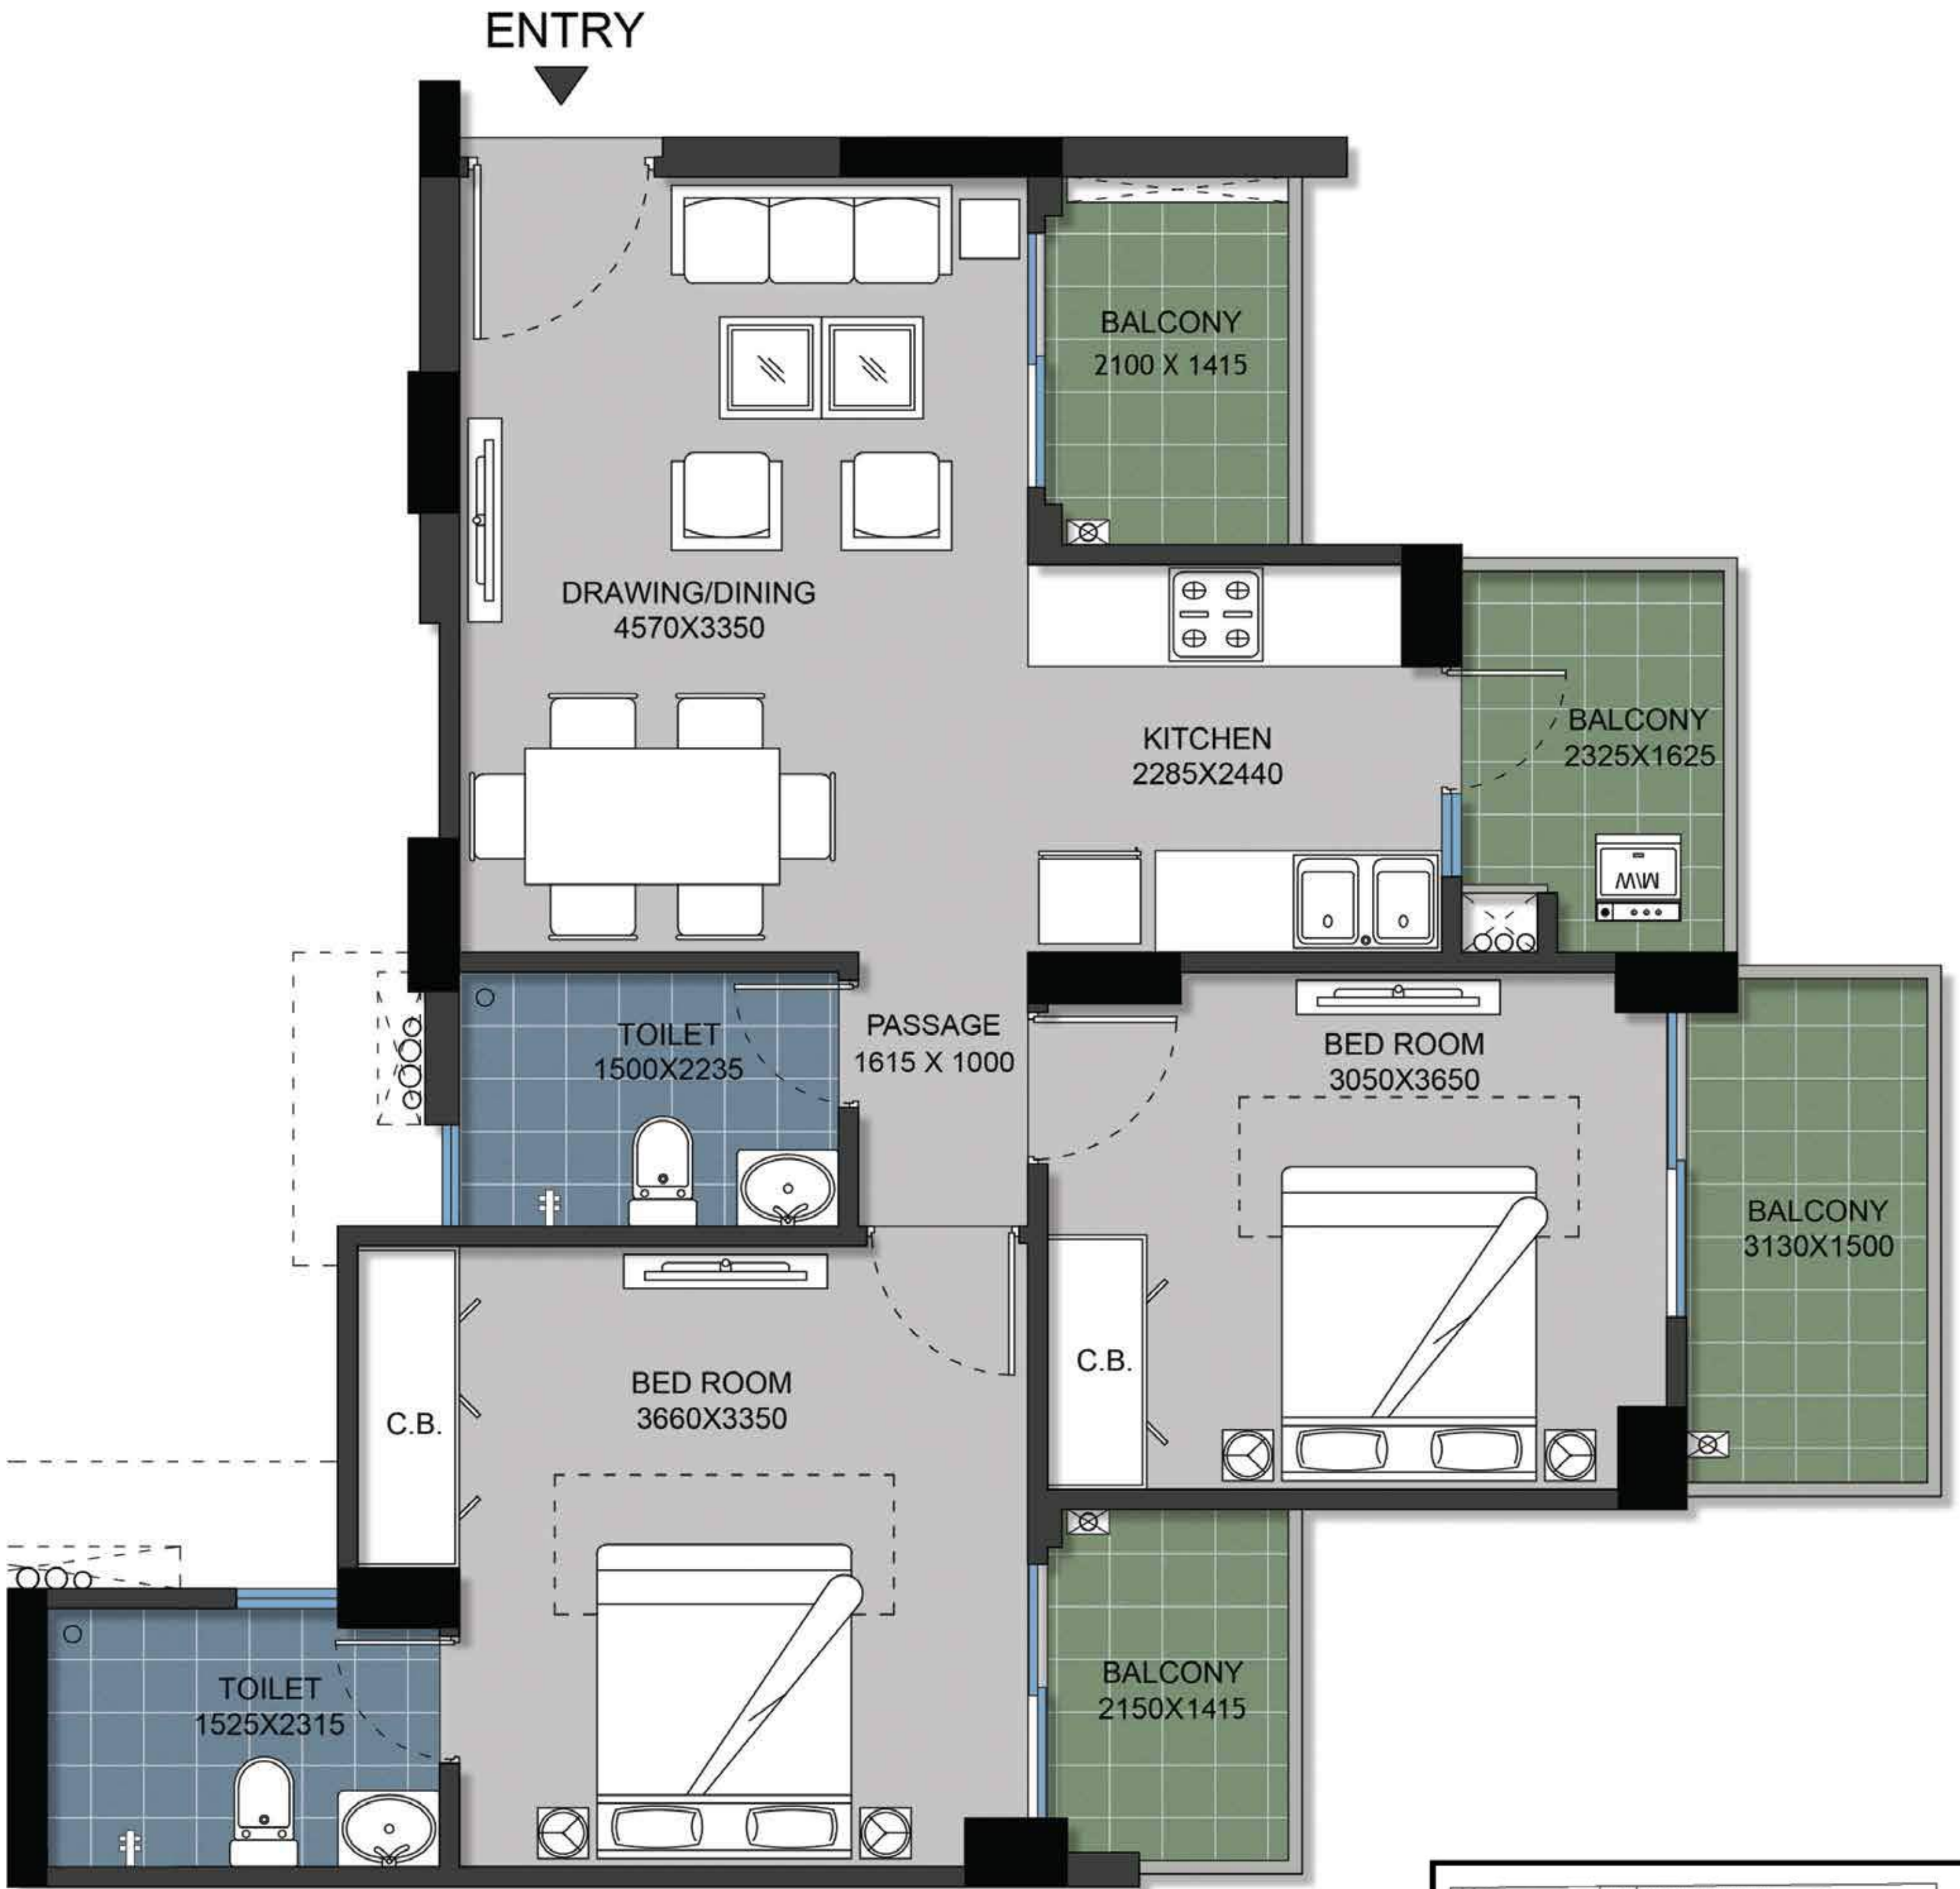 ENTRY
BALCONY
2100 X 1415
DRAWING/DINING
4570X3350
KITCHEN
2285X2440
BALCONY
2325X1625
M/W
TOILET
1500X2235
PASSAGE
1615 X 1000
BED ROOM
3050X3650
BALCONY
3130X1500
C.B.
BED ROOM
3660X3350
C.B.
TOILET
1525X2315
BALCONY
2150X1415